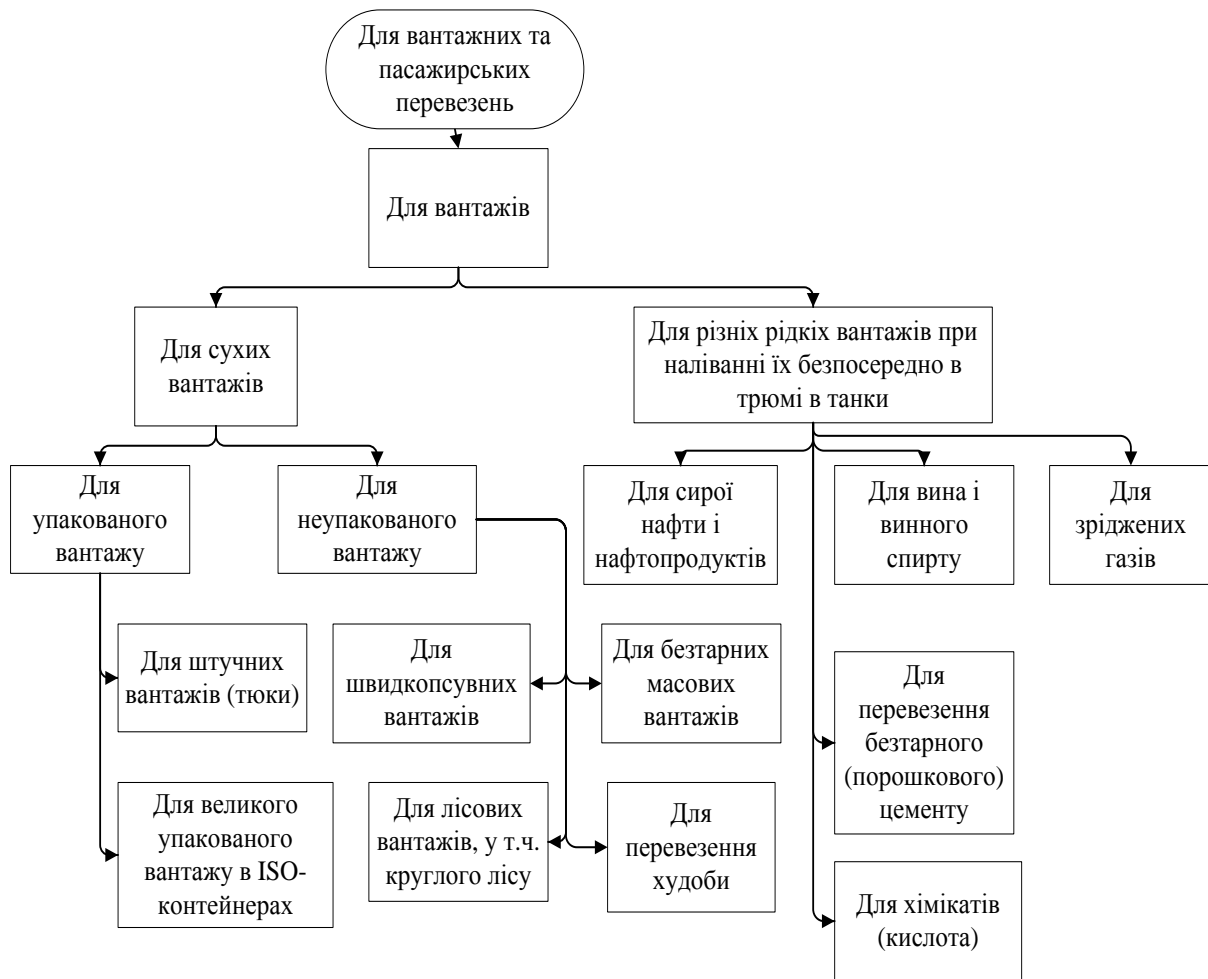 Для вантажних та
пасажирських
перевезень
Для вантажів
Для сухих
вантажів
Для різніх рідкіх вантажів при
наліванні їх безпосередно в
трюмі в танки
Для
упакованого
вантажу
Для
неупакованого
вантажу
Для сирої
нафти і
нафтопродуктів
Для вина і
винного
спирту
Для
зріджених
газів
Для штучних
вантажів (тюки)
Для
швидкопсувних
вантажів
Для безтарних
масових
вантажів
Для
перевезення
безтарного
(порошкового)
цементу
Для великого
упакованого
вантажу в ISO-
контейнерах
Для лісових
вантажів, у т.ч.
круглого лісу
Для
перевезення
худоби
Для хімікатів
(кислота)